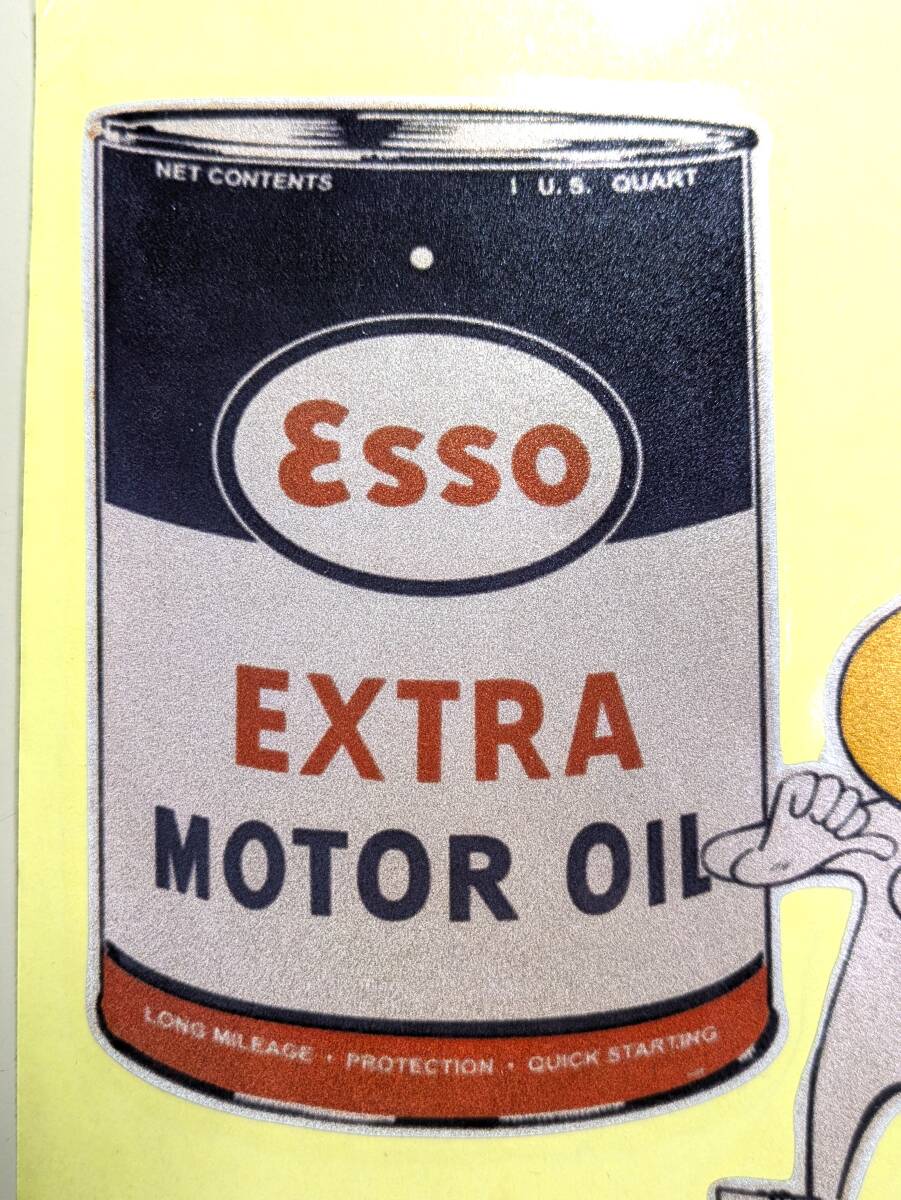 NET CONTENTS 1 U.S. QUART
Esso
EXTRA
MOTOR OIL
LONG MILEAGE · PROTECTION · QUICK STARTING